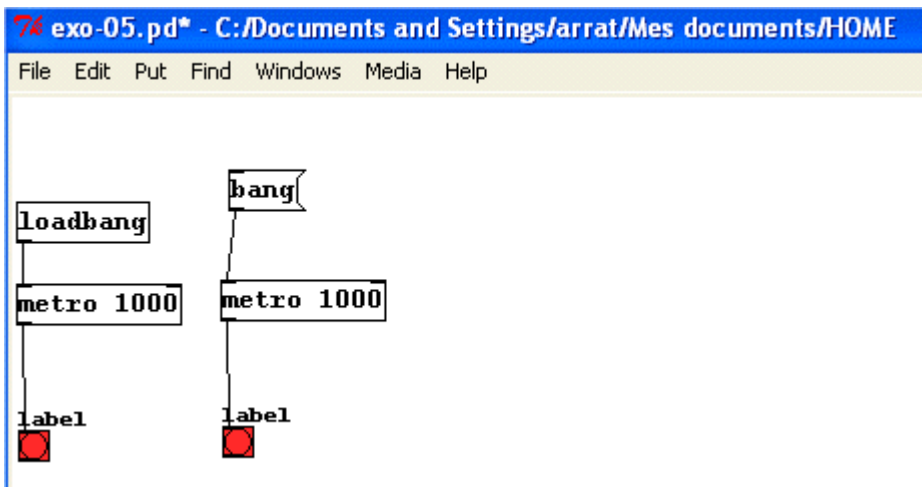 exo-05.pd* - C:/Documents and Settings/arrat/Mes documents/HOME
File Edit Put Find Windows Media Help
bang
loadbang
metro 1000 metro 1000
label label